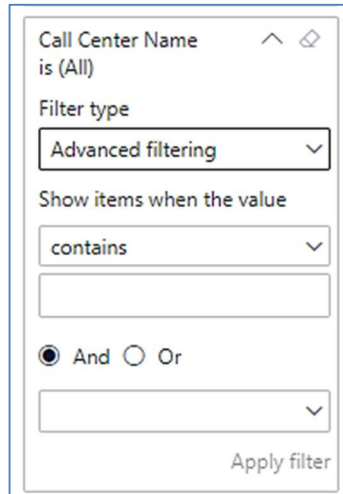 Call Center Name
is (All)
Filter type
Advanced filtering
Show items when the value
contains
And Or
Apply filter